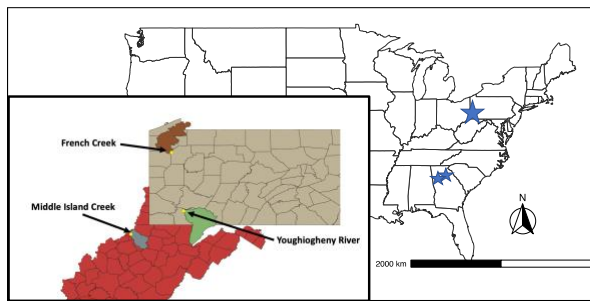 French Creek
Middle Island Creek
Youghiogheny River
N
2000 km